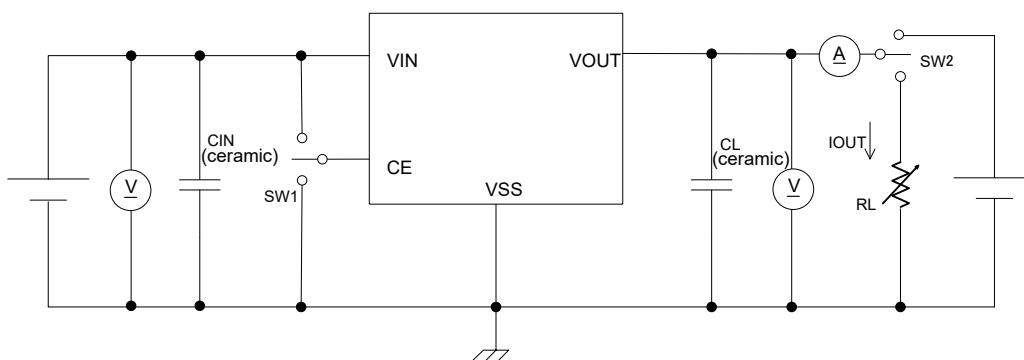 VIN
VOUT
A
SW2
CIN
(ceramic)
CL
(ceramic)
IOUT
CE
V
SW1
VSS
V
RL